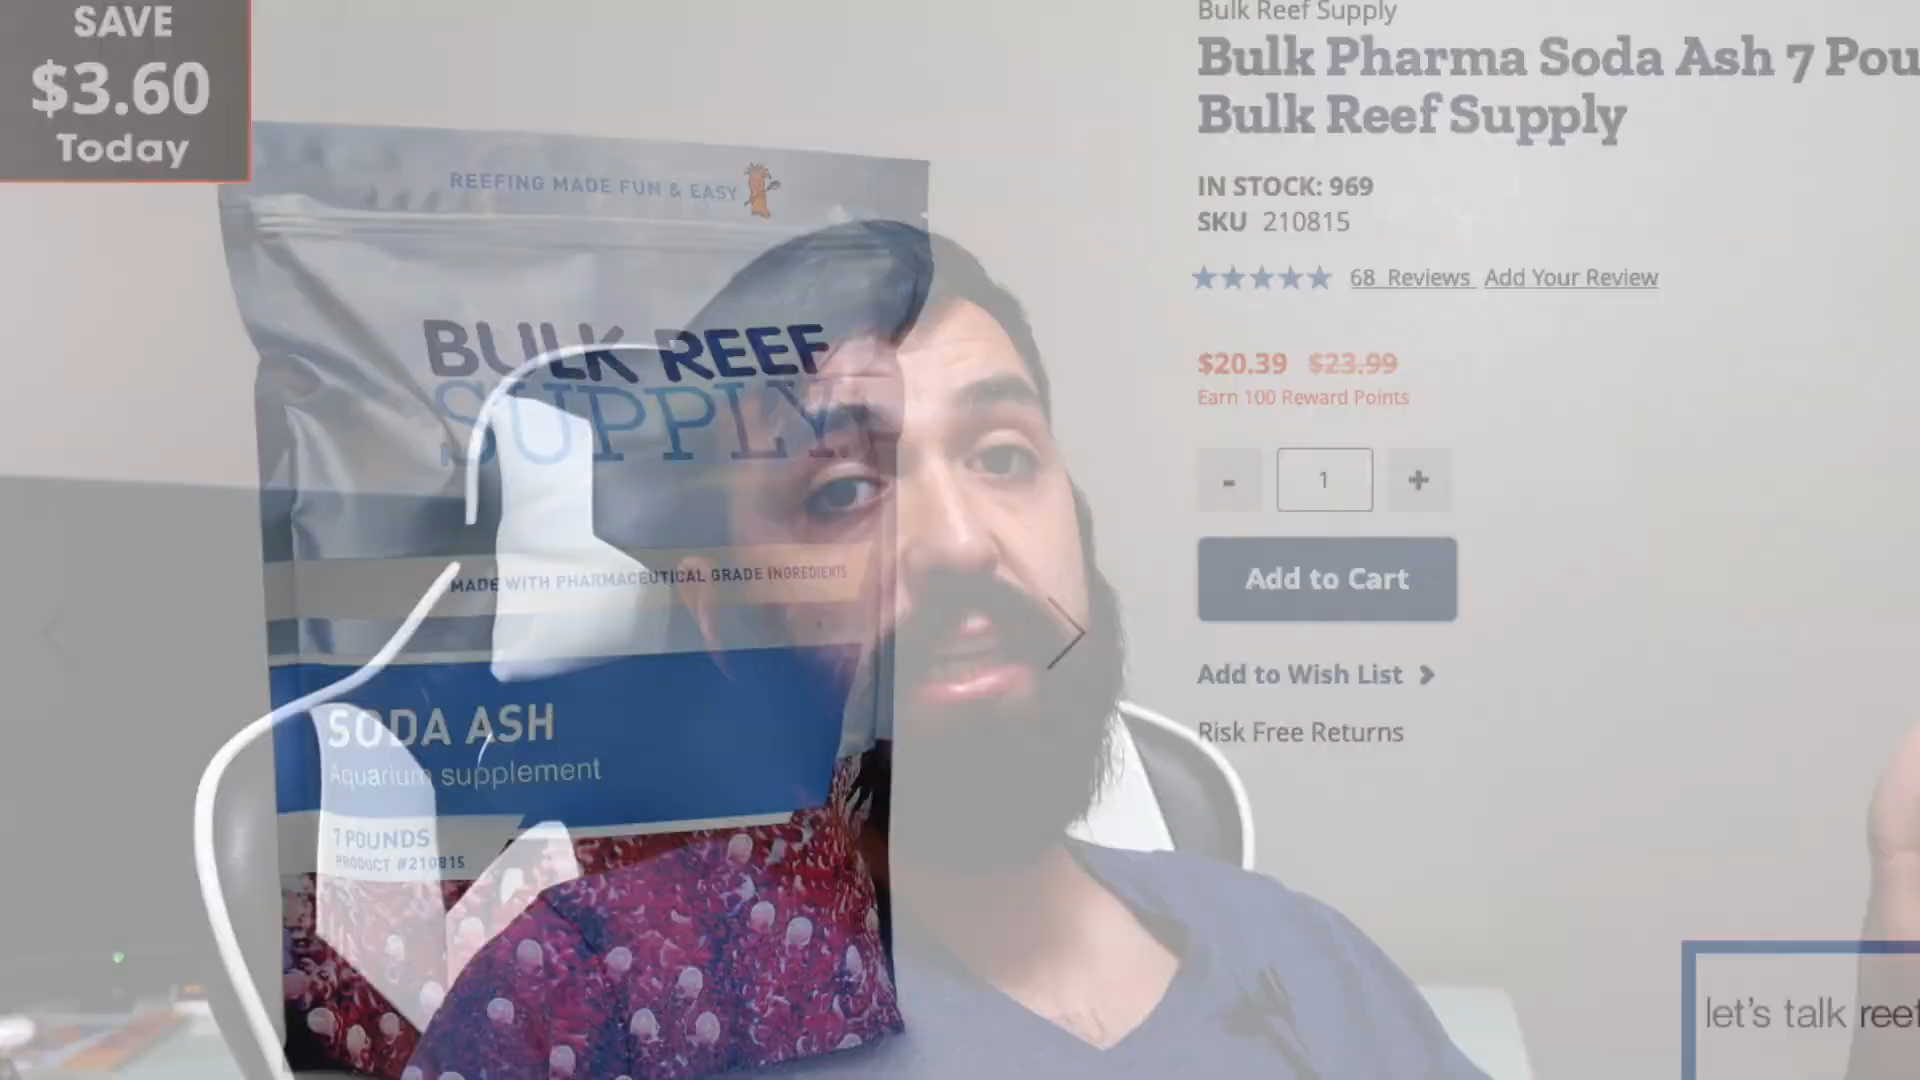 SAVE
$3.60
Today
REEFING MADE FUN & EASY
BULK REEF
SUPPLY
MADE WITH PHARMACEUTICAL GRADE INGREDIENTS
SODA ASH
Aquarium supplement
7 POUNDS
PRODUCT #210815
Bulk Reef Supply
Bulk Pharma Soda Ash 7 Pou
Bulk Reef Supply
IN STOCK: 969
SKU 210815
68 Reviews Add Your Review
$20.39 $23.99
Earn 100 Reward Points
- 1 +
Add to Cart
Add to Wish List
Risk Free Returns
let's talk reef